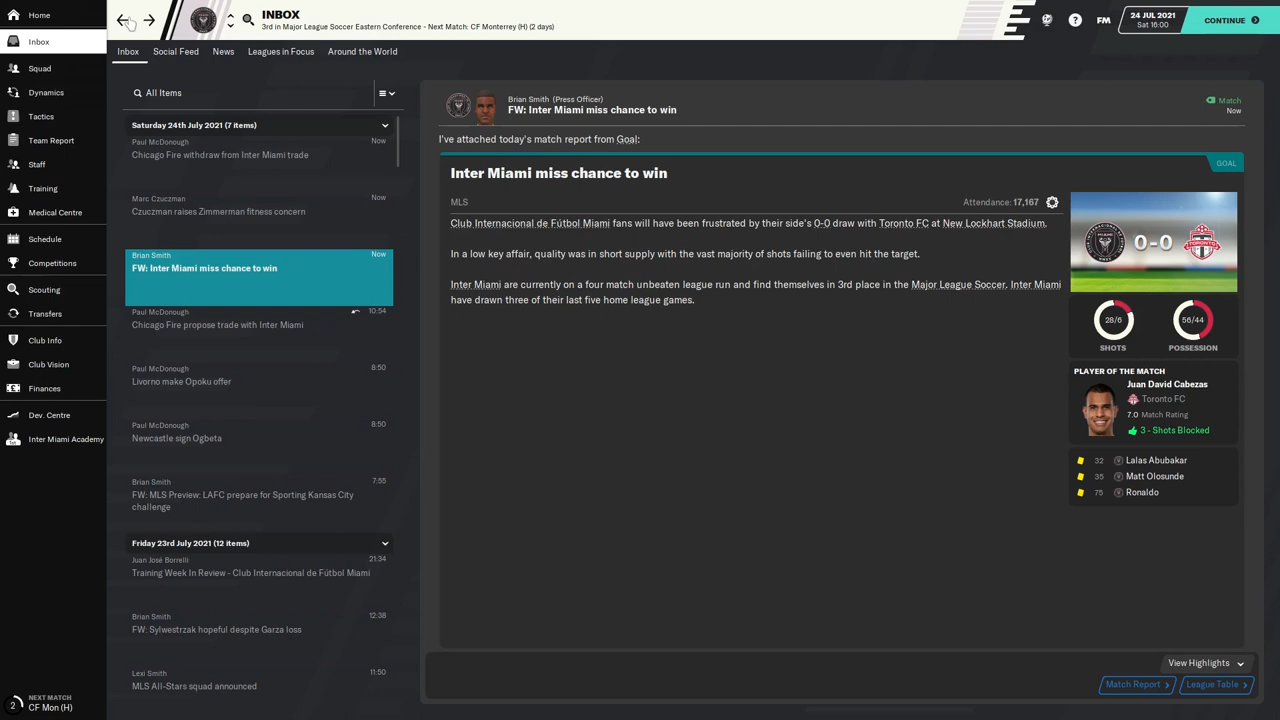 Home
INBOX
3rd in Major League Soccer Eastern Conference - Next Match: CF Monterrey (H) (2 days)
FM
24 JUL 2021
Sat 16:00
CONTINUE
Inbox
Squad
Dynamics
Tactics
Team Report
Staff
Training
Medical Centre
Schedule
Competitions
Scouting
Transfers
Club Info
Club Vision
Finances
Dev. Centre
Inter Miami Academy
2
NEXT MATCH
CF Mon (H)
Inbox Social Feed News Leagues in Focus Around the World
All Items
Saturday 24th July 2021 (7 items)
Paul McDonough Now
Chicago Fire withdraw from Inter Miami trade
Marc Czuczman Now
Czuczman raises Zimmerman fitness concern
Brian Smith Now
FW: Inter Miami miss chance to win
Paul McDonough 10:54
Chicago Fire propose trade with Inter Miami
Paul McDonough 8:50
Livorno make Opoku offer
Paul McDonough 8:50
Newcastle sign Ogbeta
Brian Smith 7:55
FW: MLS Preview: LAFC prepare for Sporting Kansas City
challenge
Friday 23rd July 2021 (12 items)
Juan José Borrelli 21:34
Training Week In Review - Club Internacional de Fútbol Miami
Brian Smith 12:38
FW: Sylwestrzak hopeful despite Garza loss
Lexi Smith 11:50
MLS All-Stars squad announced
Brian Smith (Press Officer)
FW: Inter Miami miss chance to win
Match
Now
I've attached today's match report from Goal:
GOAL
Inter Miami miss chance to win
MLS Attendance: 17,167
Club Internacional de Fútbol Miami fans will have been frustrated by their side's 0-0 draw with Toronto FC at New Lockhart Stadium.
In a low key affair, quality was in short supply with the vast majority of shots failing to even hit the target.
Inter Miami are currently on a four match unbeaten league run and find themselves in 3rd place in the Major League Soccer. Inter Miami
have drawn three of their last five home league games.
0-0
TORONTO
28/6 56/44
SHOTS POSSESSION
PLAYER OF THE MATCH
Juan David Cabezas
Toronto FC
7.0 Match Rating
3 - Shots Blocked
32 Lalas Abubakar
35 Matt Olosunde
75 Ronaldo
View Highlights
Match Report League Table